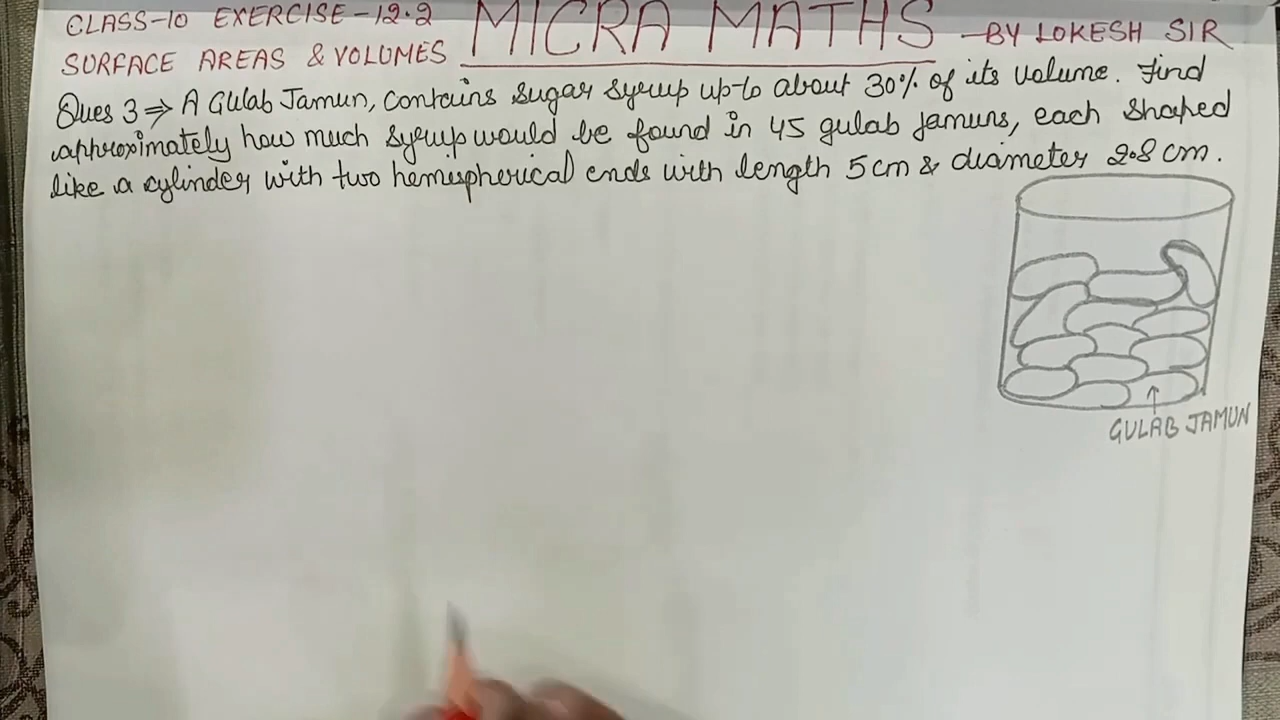 CLASS-10 EXERCISE-12.2 MICRA MATHS -BY LOKESH SIR
SURFACE AREAS & VOLUMES
Ques 3 ⇒ A Gulab Jamun, contains sugar syrup up-to about 30% of its volume. Find
approximately how much syrup would be found in 45 gulab jamuns, each shaped
like a cylinder with two hemispherical ends with length 5cm & diameter 2.8 cm.
GULAB JAMUN